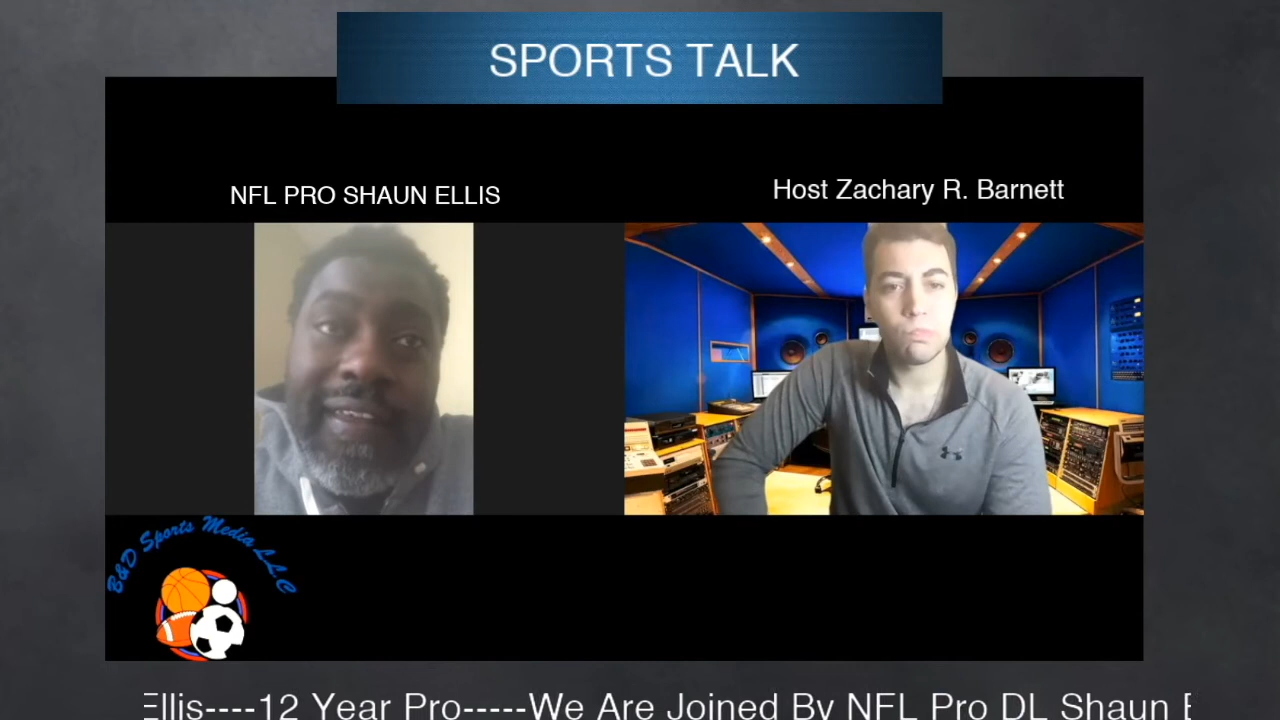 SPORTS TALK
NFL PRO SHAUN ELLIS
Host Zachary R. Barnett
B&D Sports Media LLC
Ellis----12 Year Pro-----We Are Joined By NFL Pro DL Shaun E